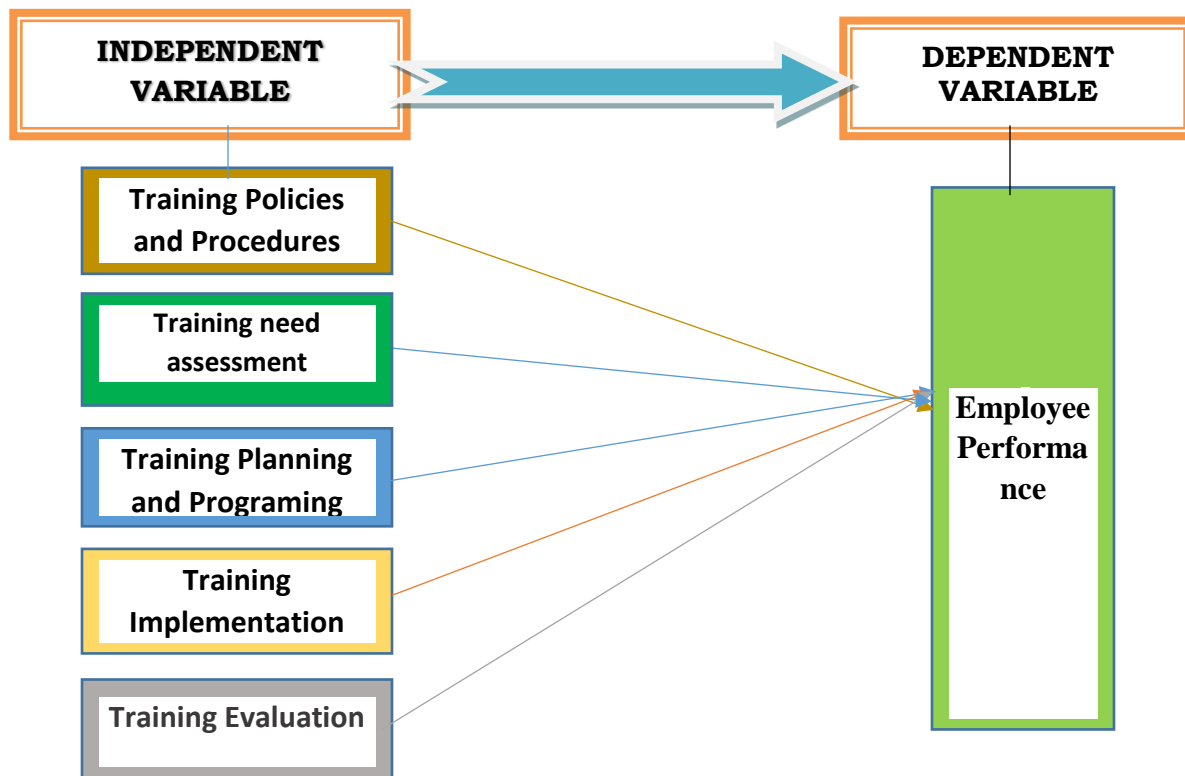 INDEPENDENT
VARIABLE
DEPENDENT
VARIABLE
Training Policies
and Procedures
Training need
assessment
Training Planning
and Programing
Training
Implementation
Training Evaluation
Employee
Performa
nce